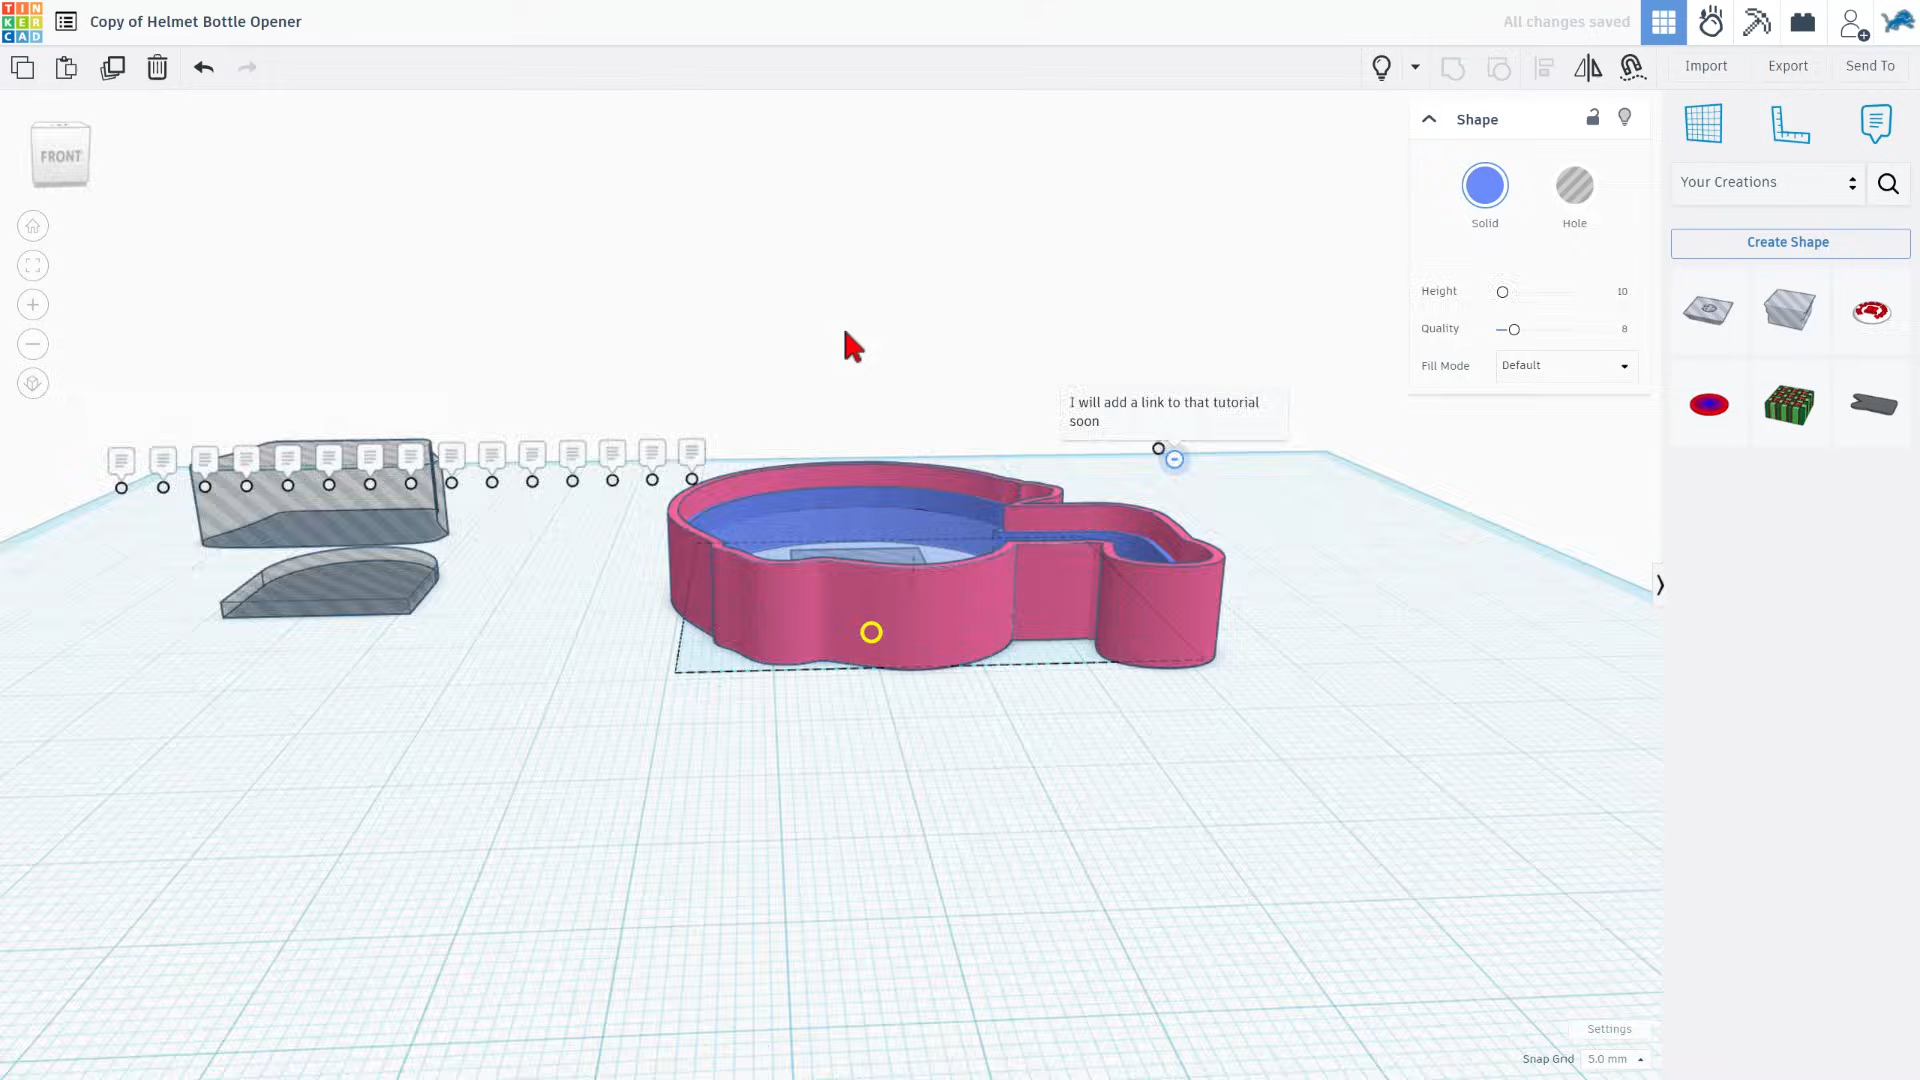 TIN
KER
CAD
Copy of Helmet Bottle Opener
All changes saved
Import
Export
Send To
FRONT
Shape
Solid
Hole
Height
10
Quality
8
Fill Mode
Default
Your Creations
Create Shape
I will add a link to that tutorial
soon
Settings
Snap Grid
5.0 mm